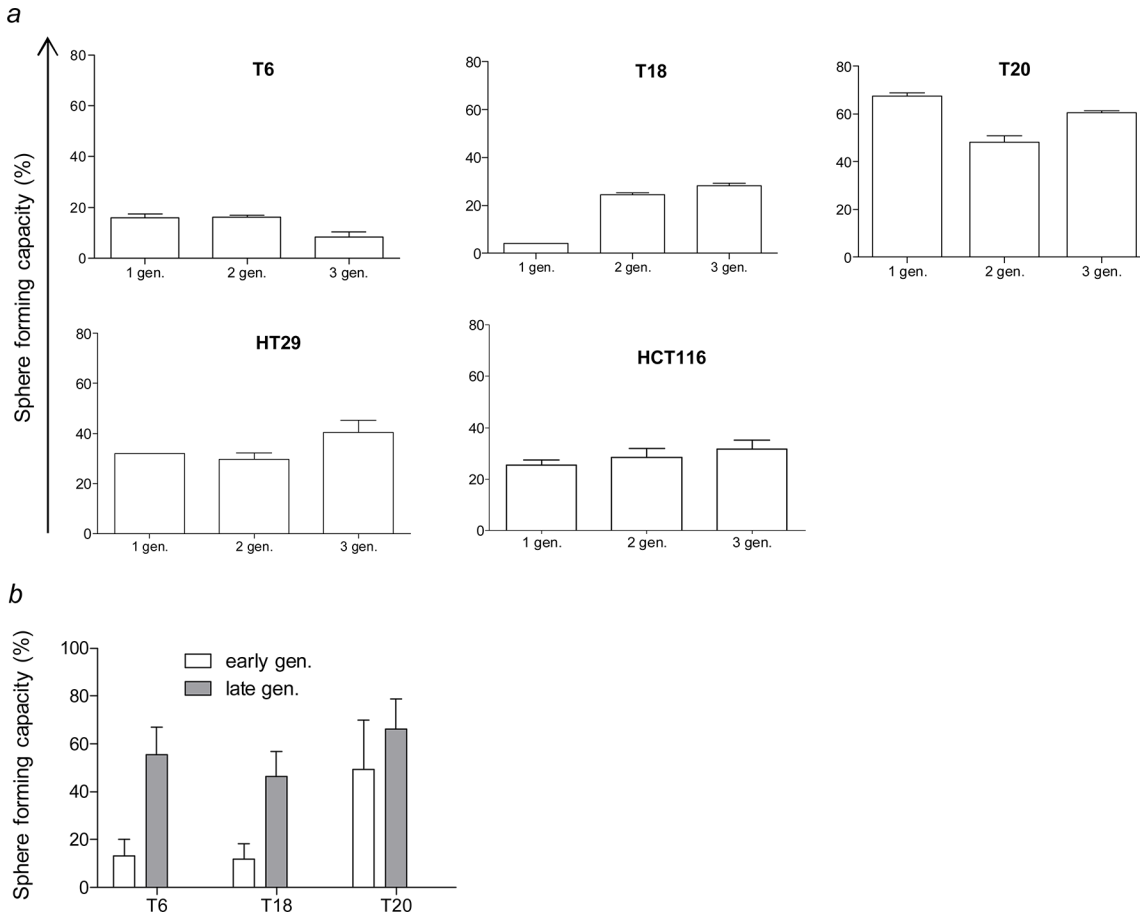 a
Sphere forming capacity (%)
T6
80
60
40
20
0
1 gen. 2 gen. 3 gen.
T18
80
60
40
20
0
1 gen. 2 gen. 3 gen.
T20
80
60
40
20
0
1 gen. 2 gen. 3 gen.
HT29
80
60
40
20
0
1 gen. 2 gen. 3 gen.
HCT116
80
60
40
20
0
1 gen. 2 gen. 3 gen.
b
Sphere forming capacity (%)
100
80
60
40
20
0
early gen.
late gen.
T6 T18 T20